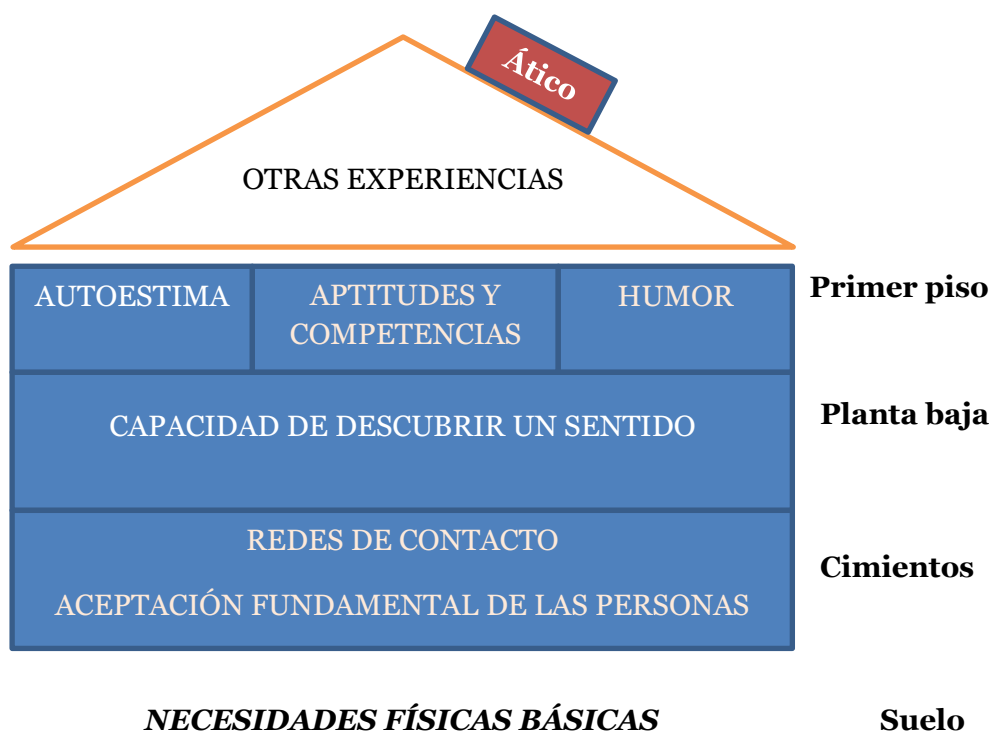 Ático
OTRAS EXPERIENCIAS
AUTOESTIMA
APTITUDES Y
COMPETENCIAS
HUMOR
Primer piso
CAPACIDAD DE DESCUBRIR UN SENTIDO
Planta baja
REDES DE CONTACTO
ACEPTACIÓN FUNDAMENTAL DE LAS PERSONAS
Cimientos
NECESIDADES FÍSICAS BÁSICAS
Suelo